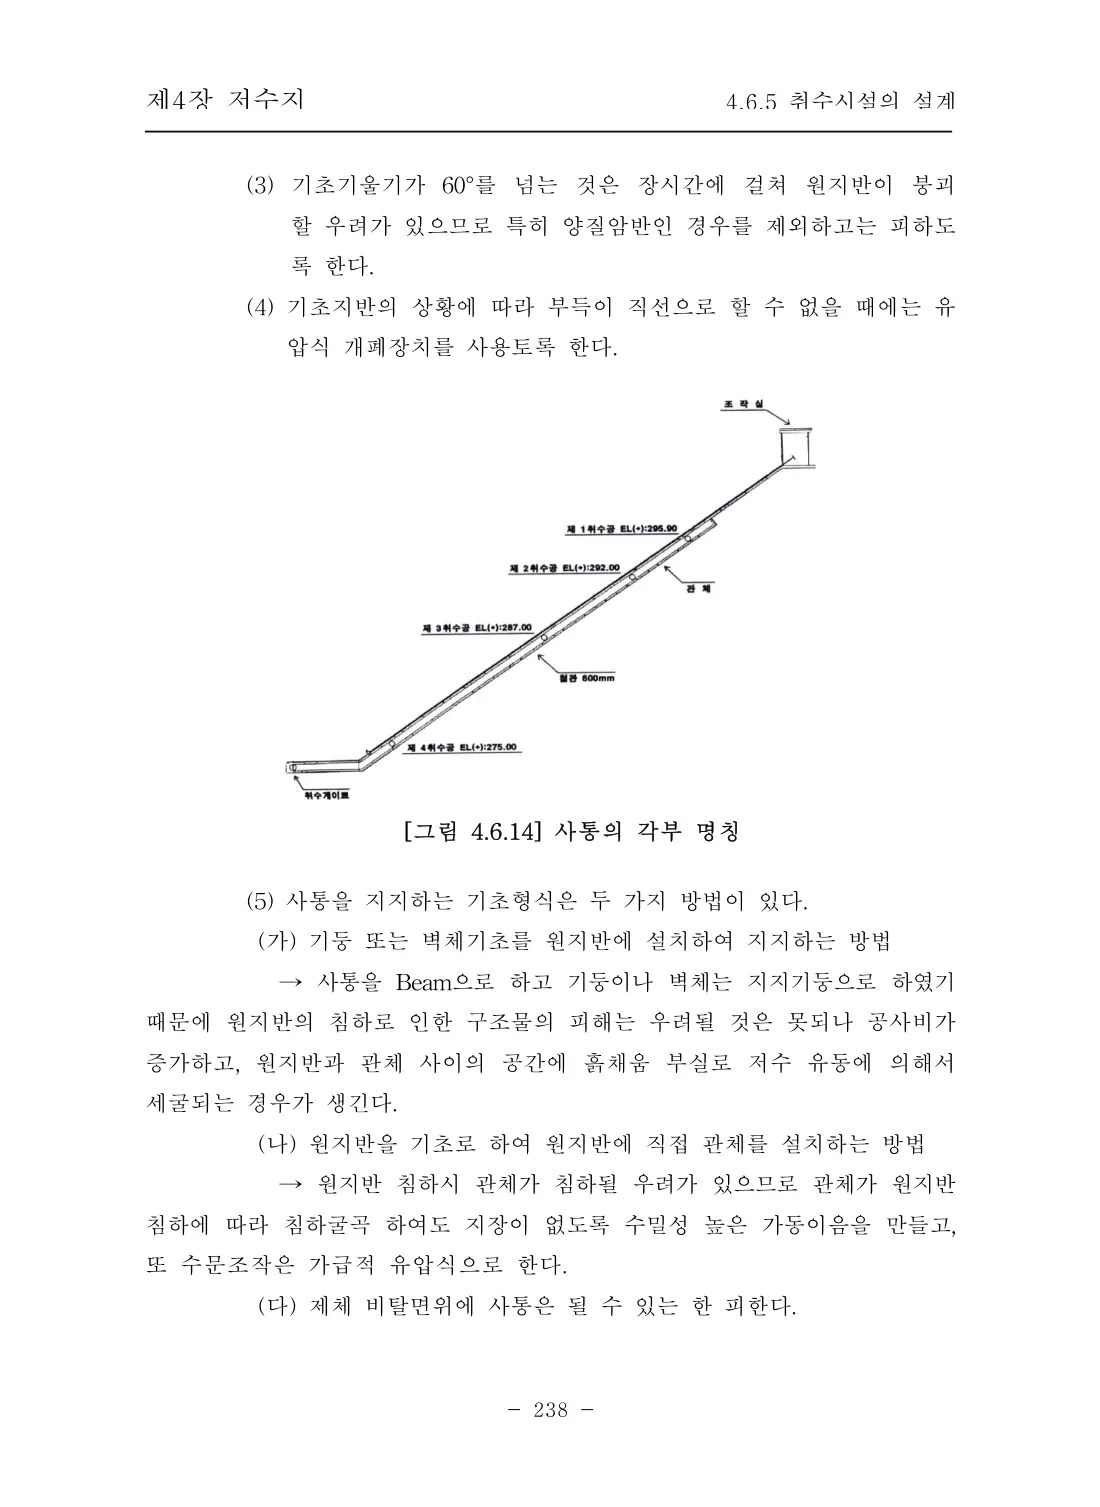 제4장 저수지
4.6.5 취수시설의 설계
(3) 기초기울기가 60°를 넘는 것은 장시간에 걸쳐 원지반이 붕괴
할 우려가 있으므로 특히 양질암반인 경우를 제외하고는 피하도
록 한다.
(4) 기초지반의 상황에 따라 부득이 직선으로 할 수 없을 때에는 유
압식 개폐장치를 사용토록 한다.
조 작 실
제 1취수공 EL(+):295.90
제 2취수공 EL(+):292.00
관 체
제 3취수공 EL(+):287.00
철관 600mm
제 4취수공 EL(+):275.00
취수게이트
[그림 4.6.14] 사통의 각부 명칭
(5) 사통을 지지하는 기초형식은 두 가지 방법이 있다.
(가) 기둥 또는 벽체기초를 원지반에 설치하여 지지하는 방법
→ 사통을 Beam으로 하고 기둥이나 벽체는 지지기둥으로 하였기
때문에 원지반의 침하로 인한 구조물의 피해는 우려될 것은 못되나 공사비가
증가하고, 원지반과 관체 사이의 공간에 흙채움 부실로 저수 유동에 의해서
세굴되는 경우가 생긴다.
(나) 원지반을 기초로 하여 원지반에 직접 관체를 설치하는 방법
→ 원지반 침하시 관체가 침하될 우려가 있으므로 관체가 원지반
침하에 따라 침하굴곡 하여도 지장이 없도록 수밀성 높은 가동이음을 만들고,
또 수문조작은 가급적 유압식으로 한다.
(다) 제체 비탈면위에 사통은 될 수 있는 한 피한다.
- 238 -